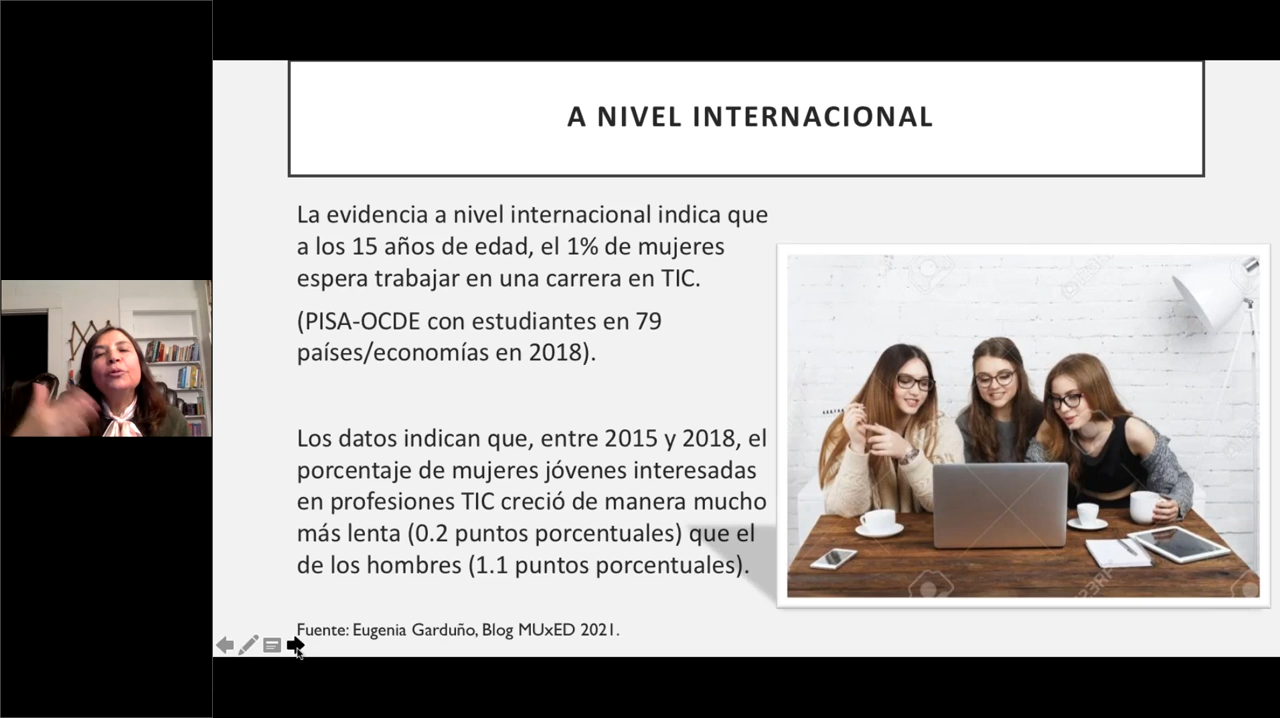 A NIVEL INTERNACIONAL
La evidencia a nivel internacional indica que
a los 15 años de edad, el 1% de mujeres
espera trabajar en una carrera en TIC.
(PISA-OCDE con estudiantes en 79
países/economías en 2018).
Los datos indican que, entre 2015 y 2018, el
porcentaje de mujeres jóvenes interesadas
en profesiones TIC creció de manera mucho
más lenta (0.2 puntos porcentuales) que el
de los hombres (1.1 puntos porcentuales).
Fuente: Eugenia Garduño, Blog MUxED 2021.